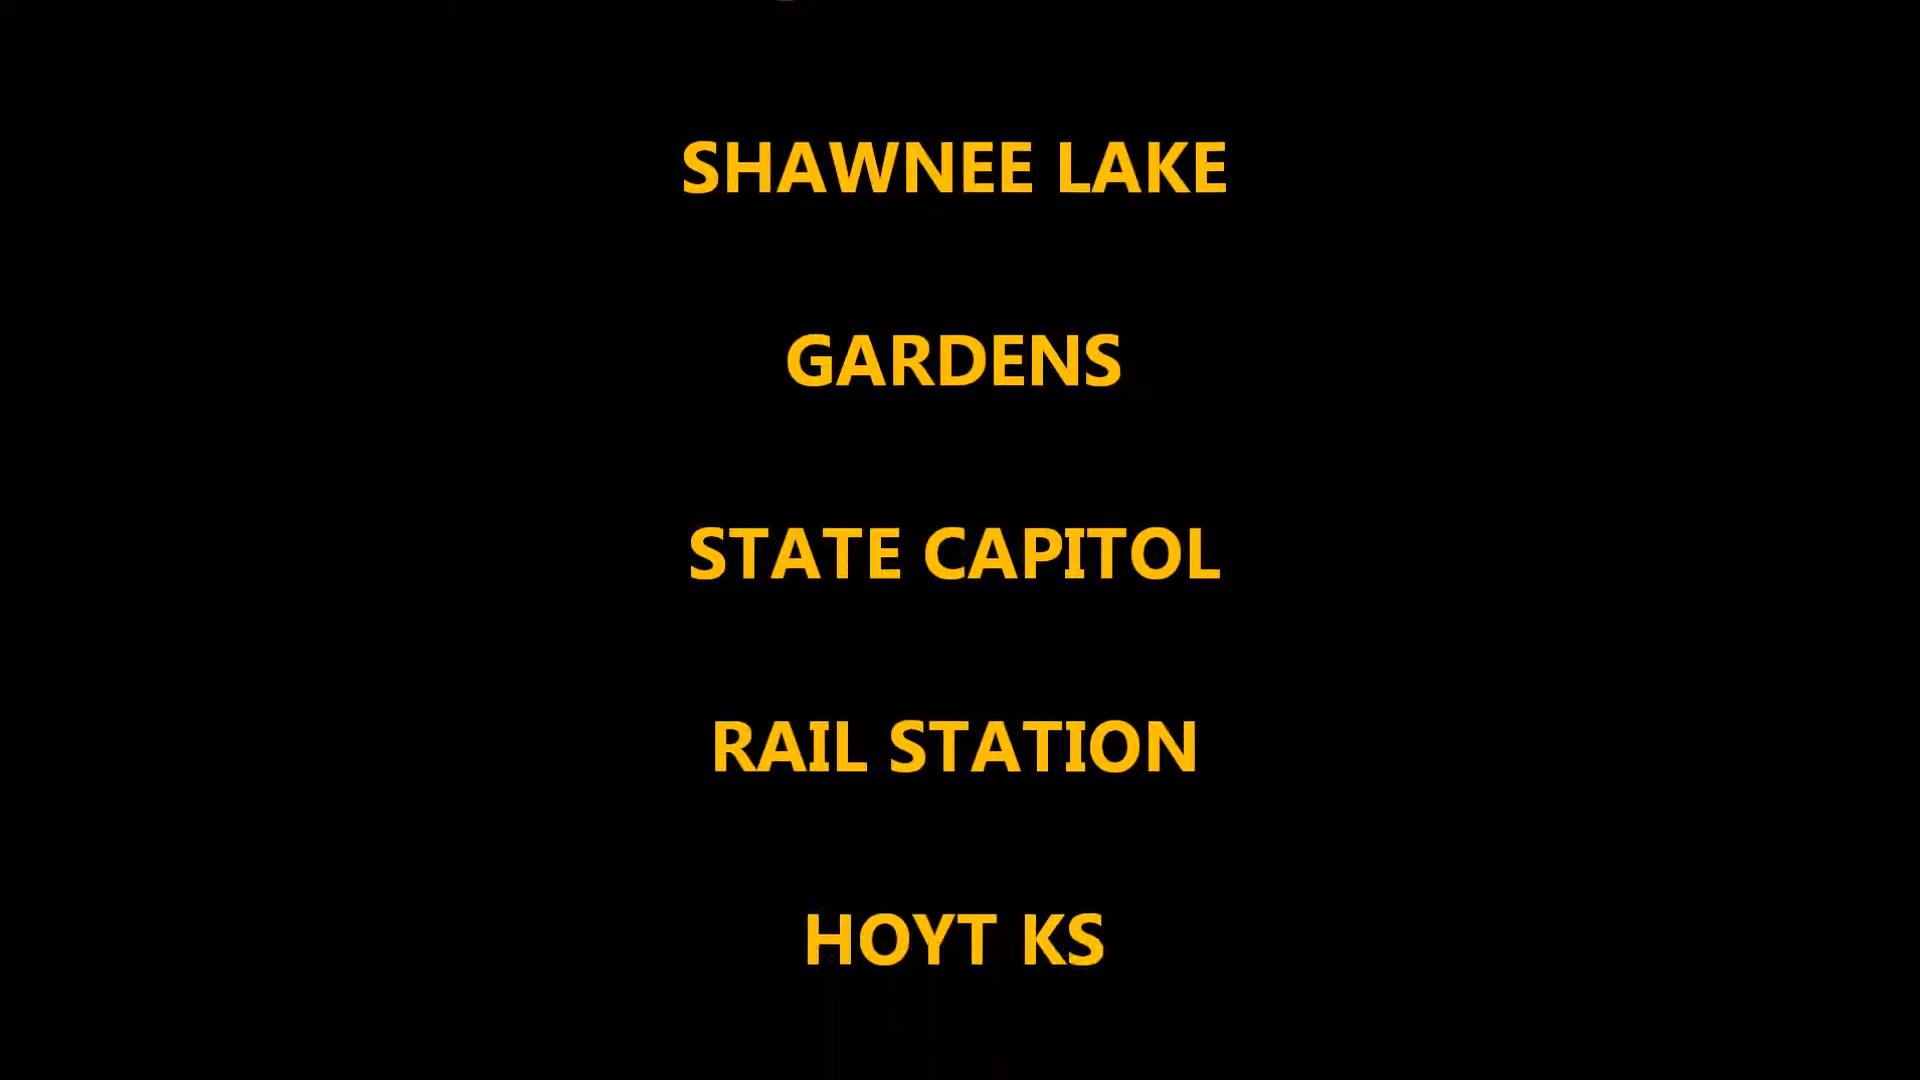 SHAWNEE LAKE
GARDENS
STATE CAPITOL
RAIL STATION
HOYT KS